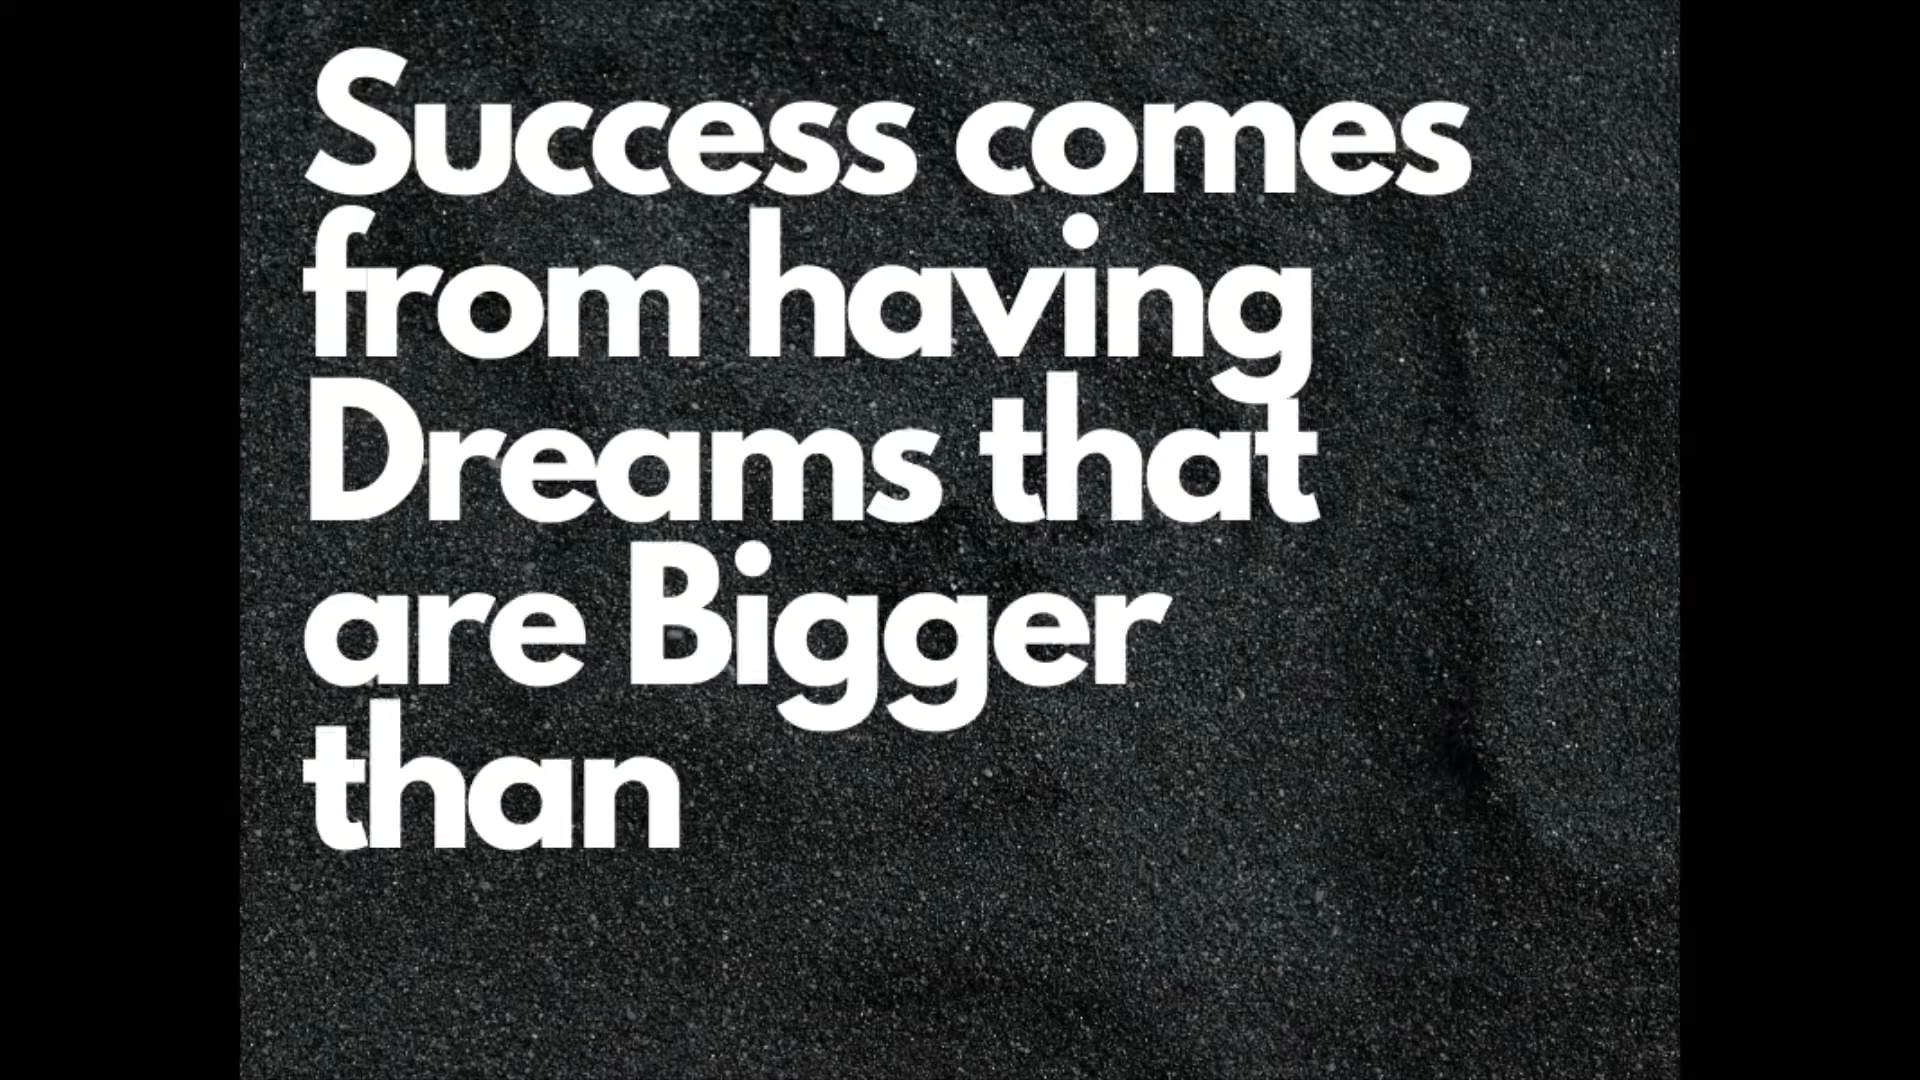 Success comes
from having
Dreams that
are Bigger
than